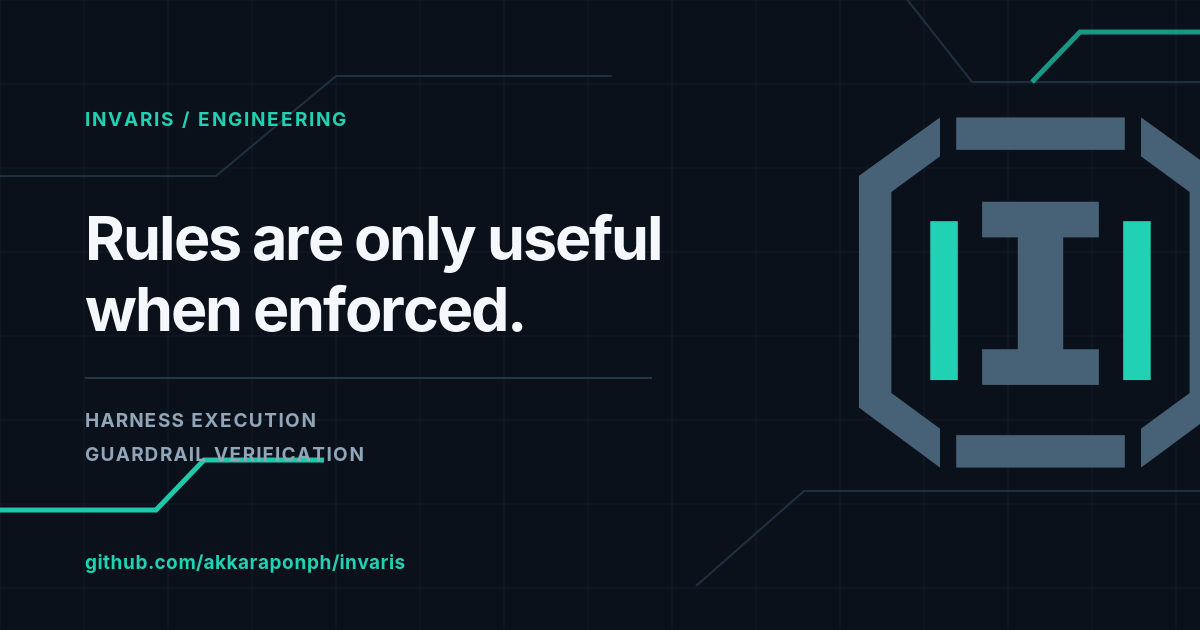 INVARIS / ENGINEERING
Rules are only useful
when enforced.
HARNESS EXECUTION
GUARDRAIL VERIFICATION
github.com/akkaraponph/invaris
I